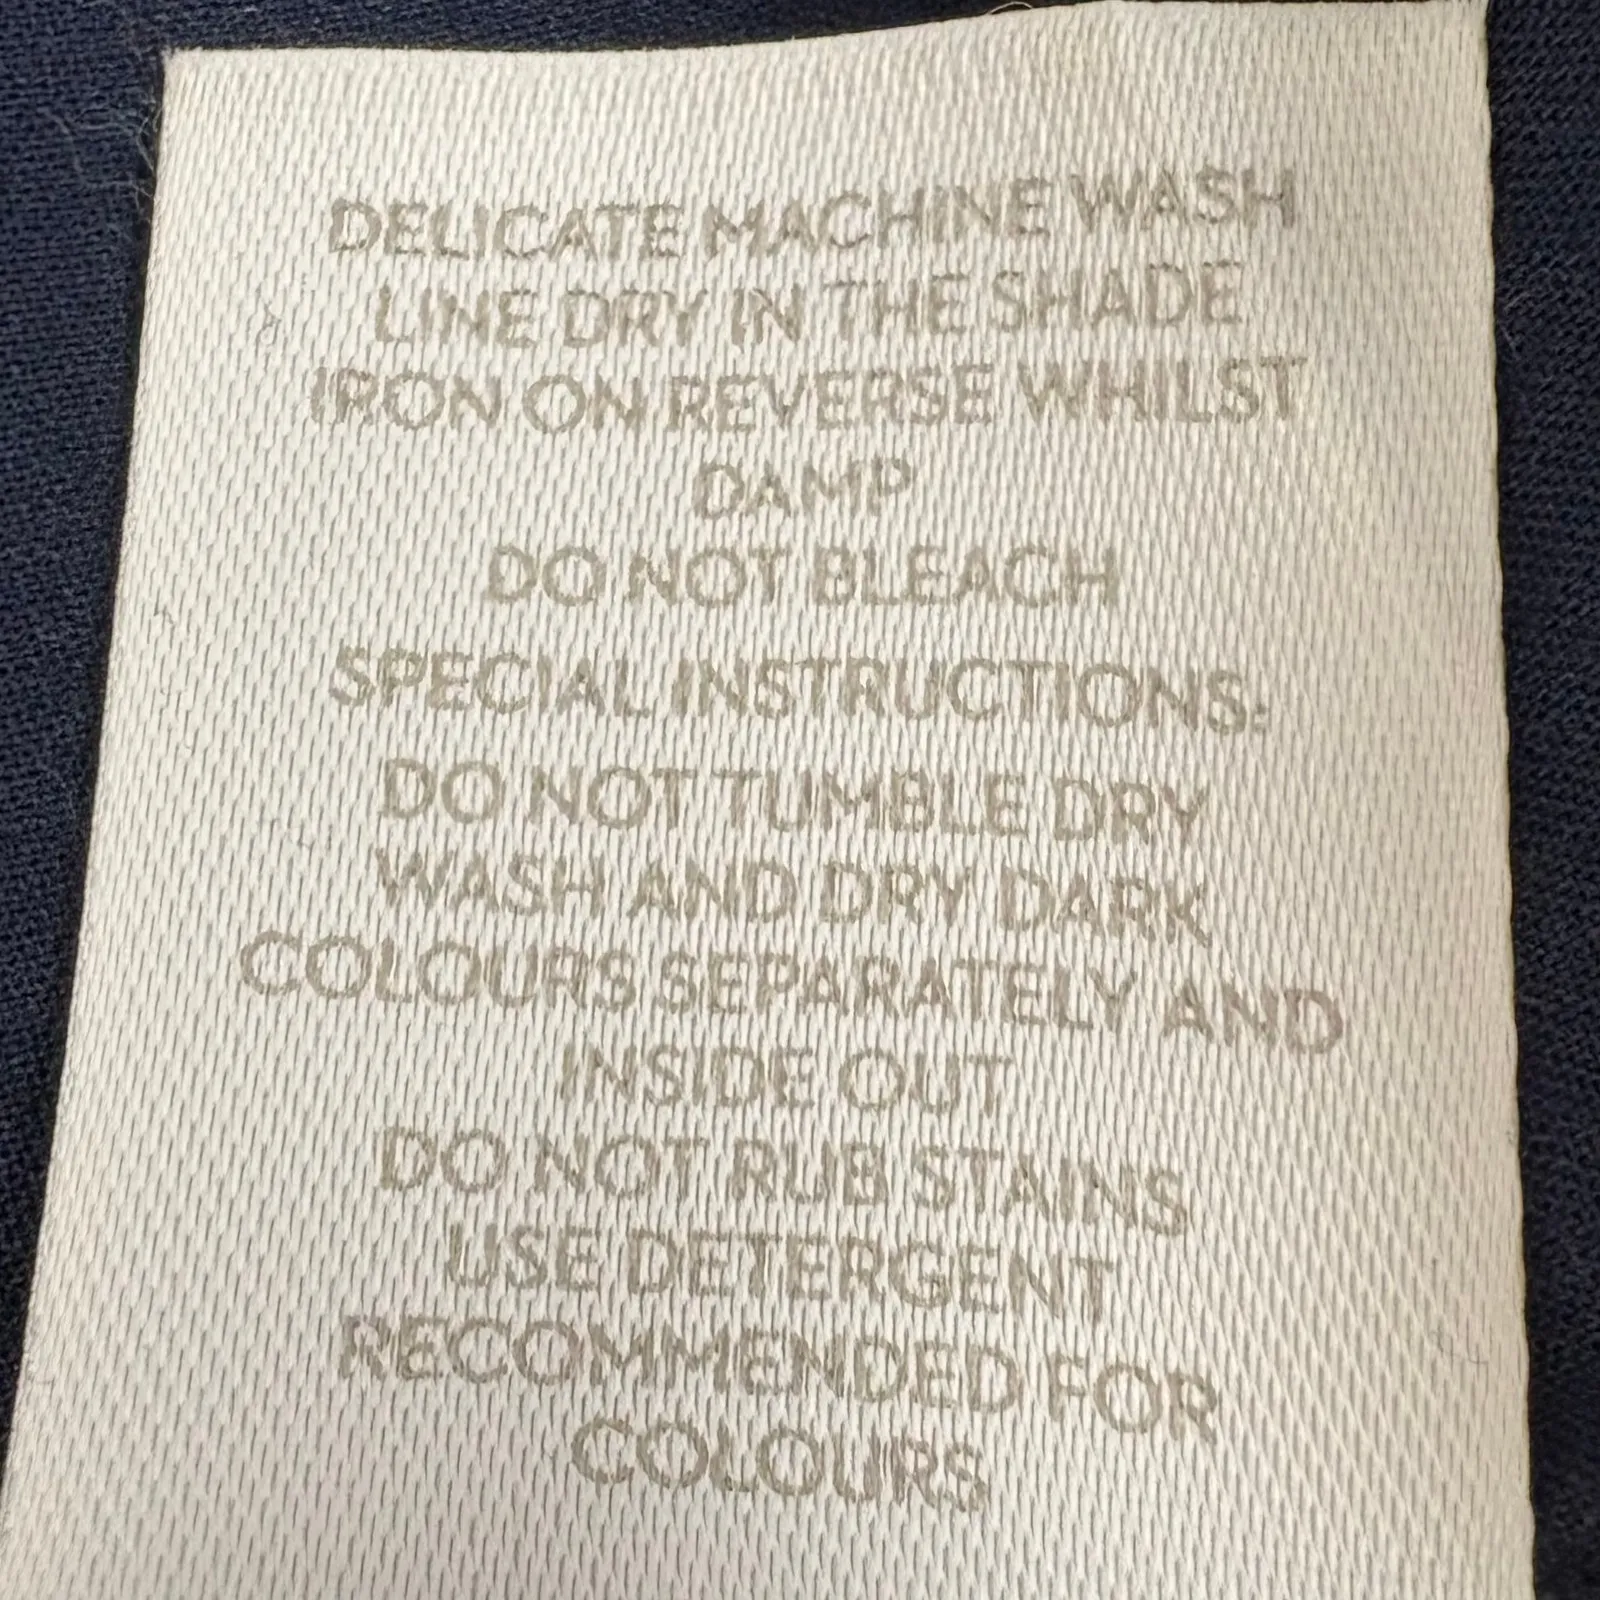 DELICATE MACHINE WASH
LINE DRY IN THE SHADE
IRON ON REVERSE WHILST
DAMP
DO NOT BLEACH
SPECIAL INSTRUCTIONS:
DO NOT TUMBLE DRY
WASH AND DRY DARK
COLOURS SEPARATELY AND
INSIDE OUT
DO NOT RUB STAINS
USE DETERGENT
RECOMMENDED FOR
COLOURS